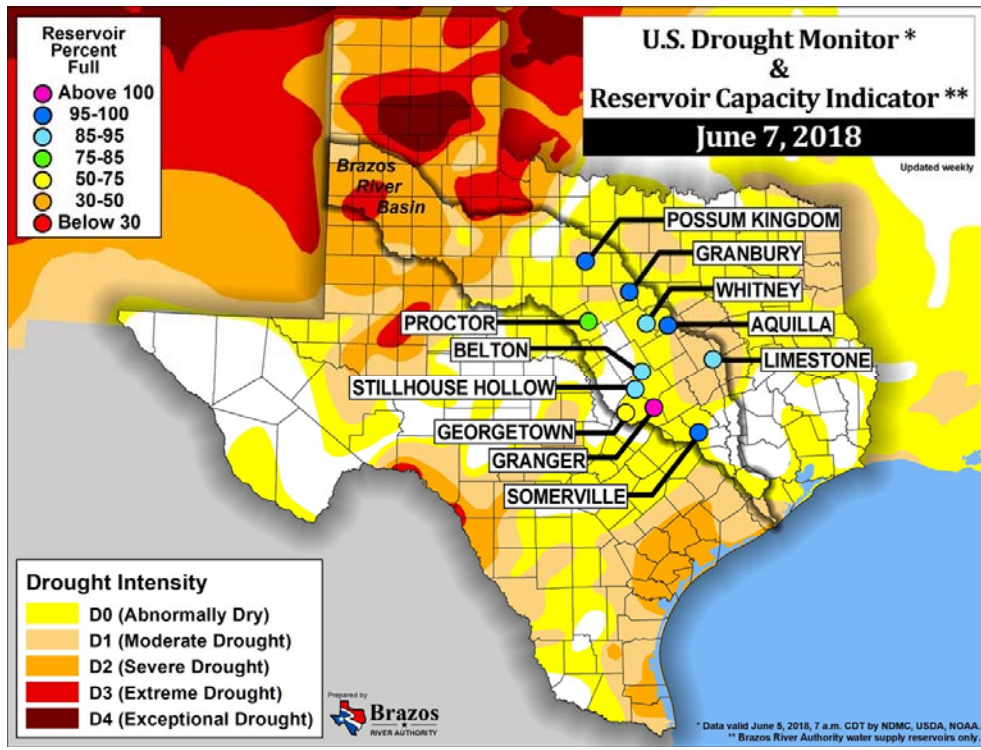 Reservoir
Percent
Full
Above 100
95-100
85-95
75-85
50-75
30-50
Below 30
U.S. Drought Monitor *
&
Reservoir Capacity Indicator **
June 7, 2018
Updated weekly
Brazos
River
Basin
POSSUM KINGDOM
GRANBURY
WHITNEY
PROCTOR
AQUILLA
BELTON
LIMESTONE
STILLHOUSE HOLLOW
GEORGETOWN
GRANGER
SOMERVILLE
Drought Intensity
D0 (Abnormally Dry)
D1 (Moderate Drought)
D2 (Severe Drought)
D3 (Extreme Drought)
D4 (Exceptional Drought)
Prepared by
Brazos
RIVER AUTHORITY
* Data valid June 5, 2018, 7 a.m. CDT by NDMC, USDA, NOAA.
** Brazos River Authority water supply reservoirs only.